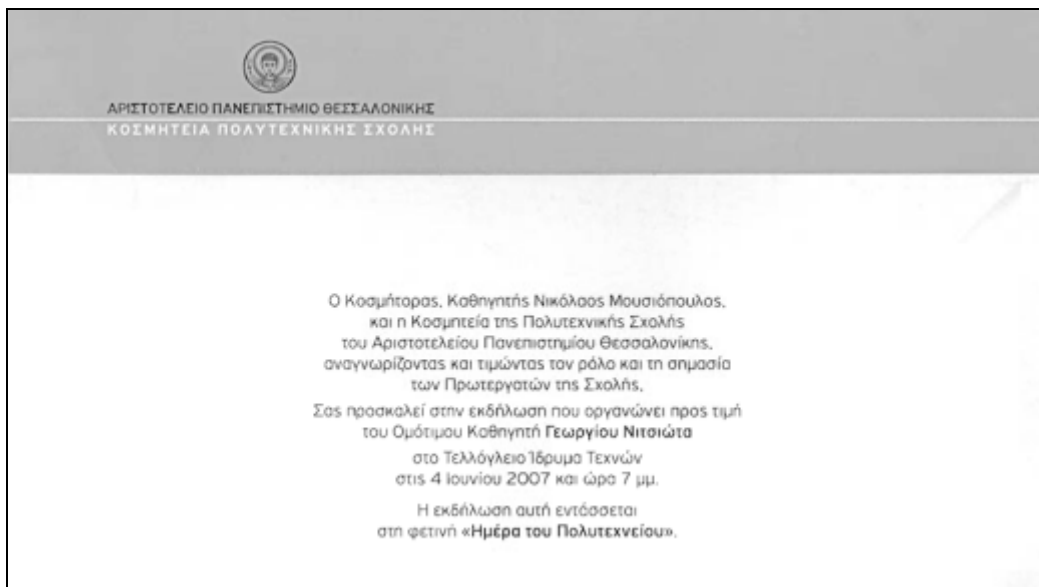 ΑΡΙΣΤΟΤΕΛΕΙΟ ΠΑΝΕΠΙΣΤΗΜΙΟ ΘΕΣΣΑΛΟΝΙΚΗΣ
ΚΟΣΜΗΤΕΙΑ ΠΟΛΥΤΕΧΝΙΚΗΣ ΣΧΟΛΗΣ
Ο Κοσμήτορας, Καθηγητής Νικόλαος Μουσιόπουλος,
και η Κοσμητεία της Πολυτεχνικής Σχολής
του Αριστοτελείου Πανεπιστημίου Θεσσαλονίκης,
αναγνωρίζοντας και τιμώντας τον ρόλο και τη σημασία
των Πρωτεργατών της Σχολής,
Σας προσκαλεί στην εκδήλωση που οργανώνει προς τιμή
του Ομότιμου Καθηγητή Γεωργίου Νιτσιώτα
στο Τελλόγλειο Ίδρυμα Τεχνών
στις 4 Ιουνίου 2007 και ώρα 7 μμ.
Η εκδήλωση αυτή εντάσσεται
στη φετινή «Ημέρα του Πολυτεχνείου».